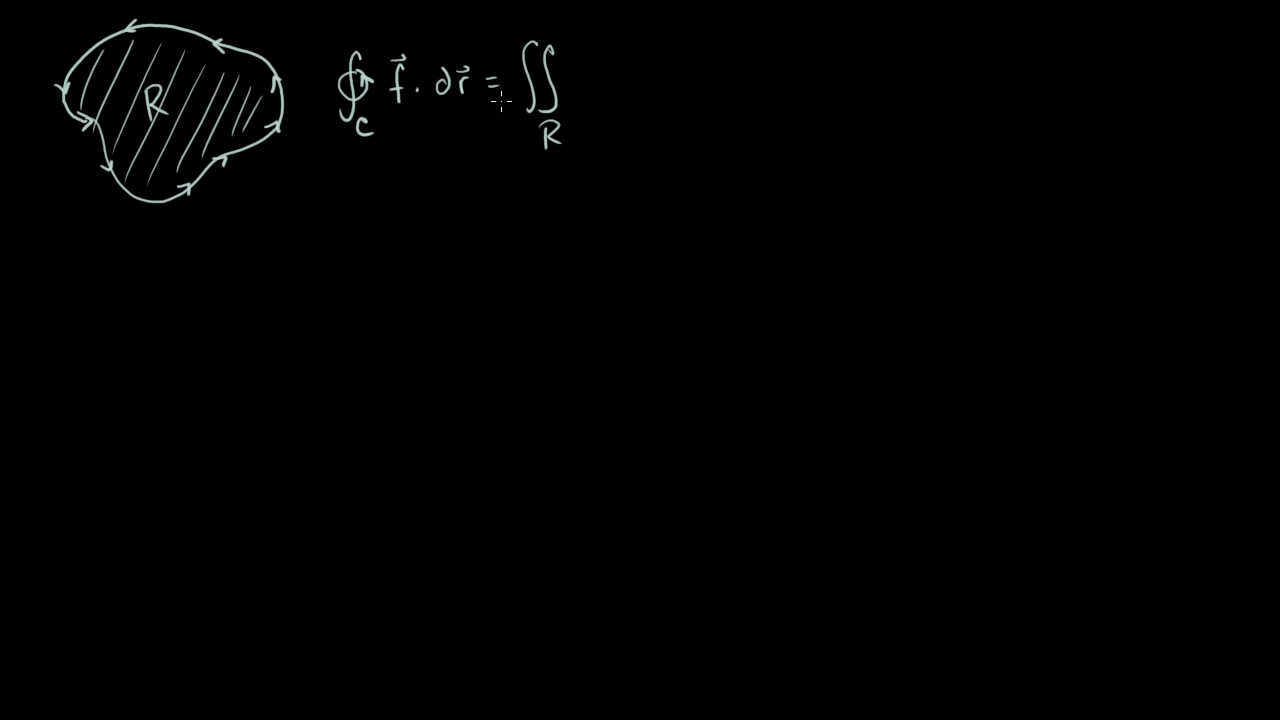 R
∮_C f⃗ · dr⃗ = ∬_R